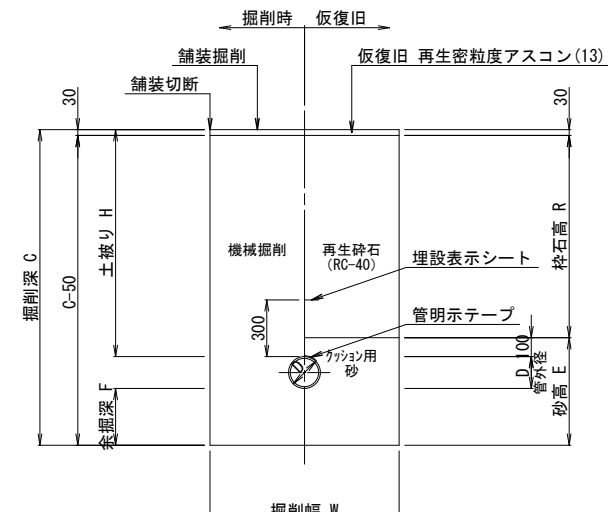 掘削時
仮復旧
舗装掘削
仮復旧 再生密粒度アスコン(13)
舗装切断
30
30
掘削深 C
C-50
土被り H
機械掘削
再生砕石
(RC-40)
埋設表示シート
枠石高 R
300
管明示テープ
クッション用
砂
D
100
D
管外径
砂高 E
余掘深 F
掘削幅 W